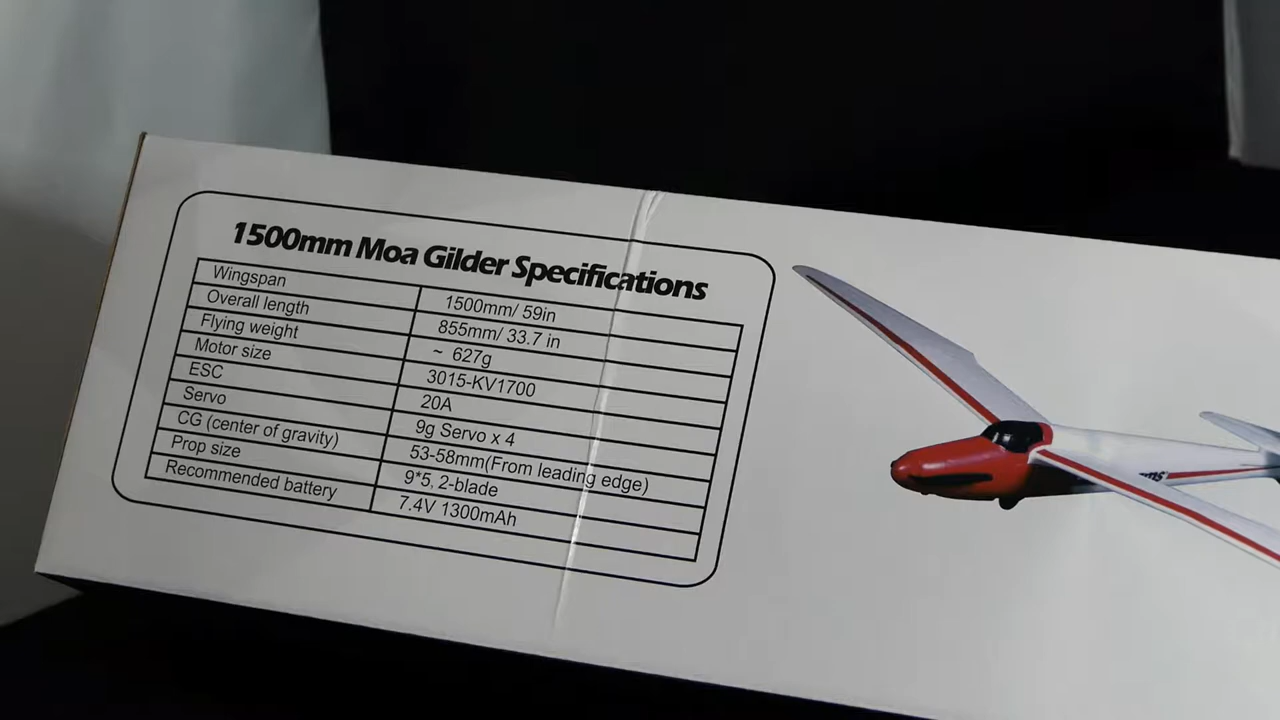 1500mm Moa Gilder Specifications
Wingspan 1500mm/ 59in
Overall length 855mm/ 33.7 in
Flying weight ~ 627g
Motor size 3015-KV1700
ESC 20A
Servo 9g Servo x 4
CG (center of gravity) 53-58mm(From leading edge)
Prop size 9*5, 2-blade
Recommended battery 7.4V 1300mAh